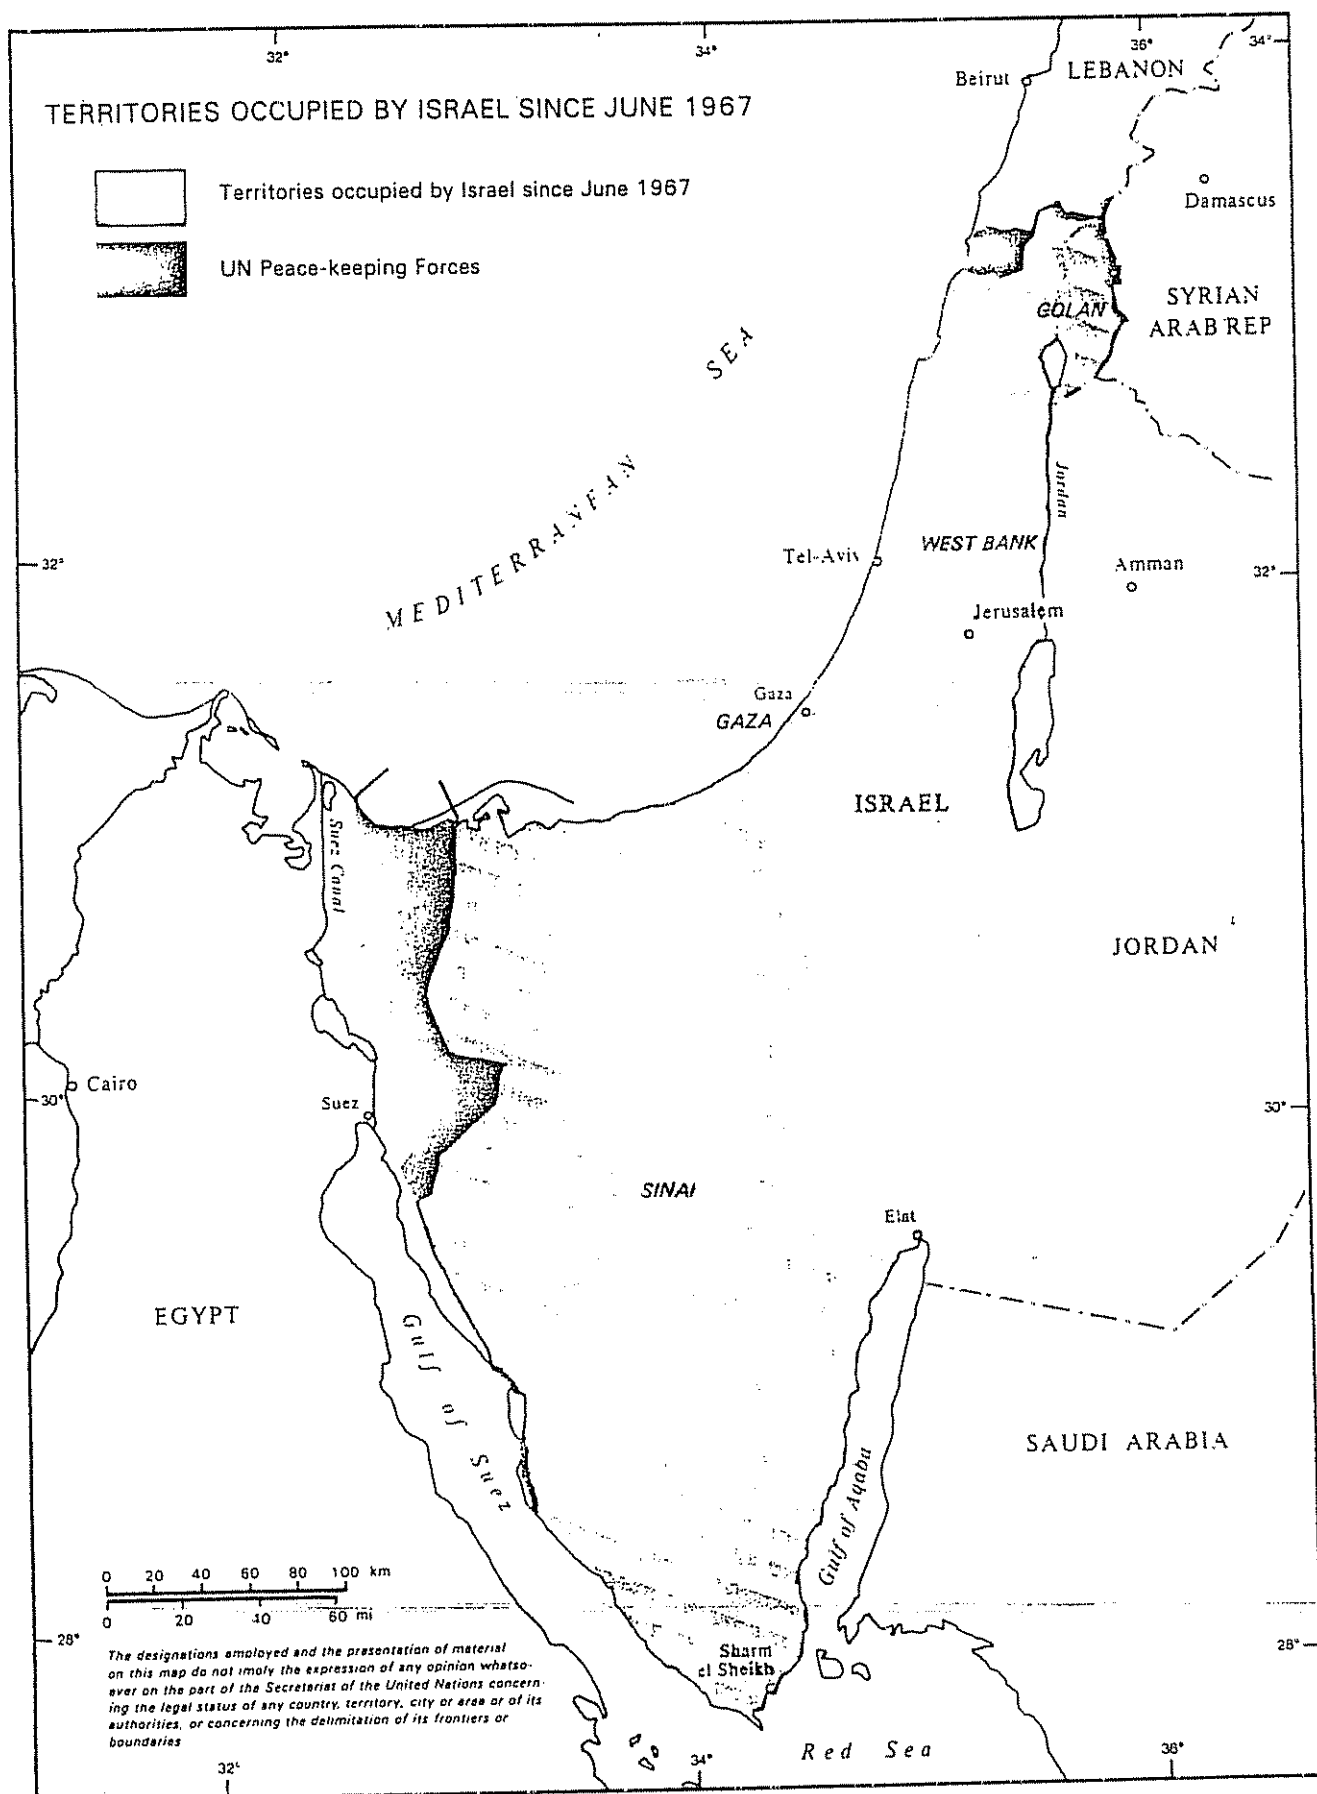 32°
34°
36°
34°
Beirut
LEBANON
TERRITORIES OCCUPIED BY ISRAEL SINCE JUNE 1967
Territories occupied by Israel since June 1967
Damascus
UN Peace-keeping Forces
SYRIAN
ARAB REP
GOLAN
MEDITERRANEAN SEA
Jordan
WEST BANK
Tel-Aviv
Amman
32°
32°
Jerusalem
Gaza
GAZA
ISRAEL
Suez Canal
JORDAN
Cairo
30°
Suez
30°
SINAI
Elat
EGYPT
Gulf of Suez
SAUDI ARABIA
Gulf of Aqaba
0 20 40 60 80 100 km
0 20 40 60 mi
28°
28°
The designations employed and the presentation of material
on this map do not imply the expression of any opinion whatso-
ever on the part of the Secretariat of the United Nations concern-
ing the legal status of any country, territory, city or area or of its
authorities, or concerning the delimitation of its frontiers or
boundaries
Sharm
el Sheikh
Red Sea
32°
34°
36°